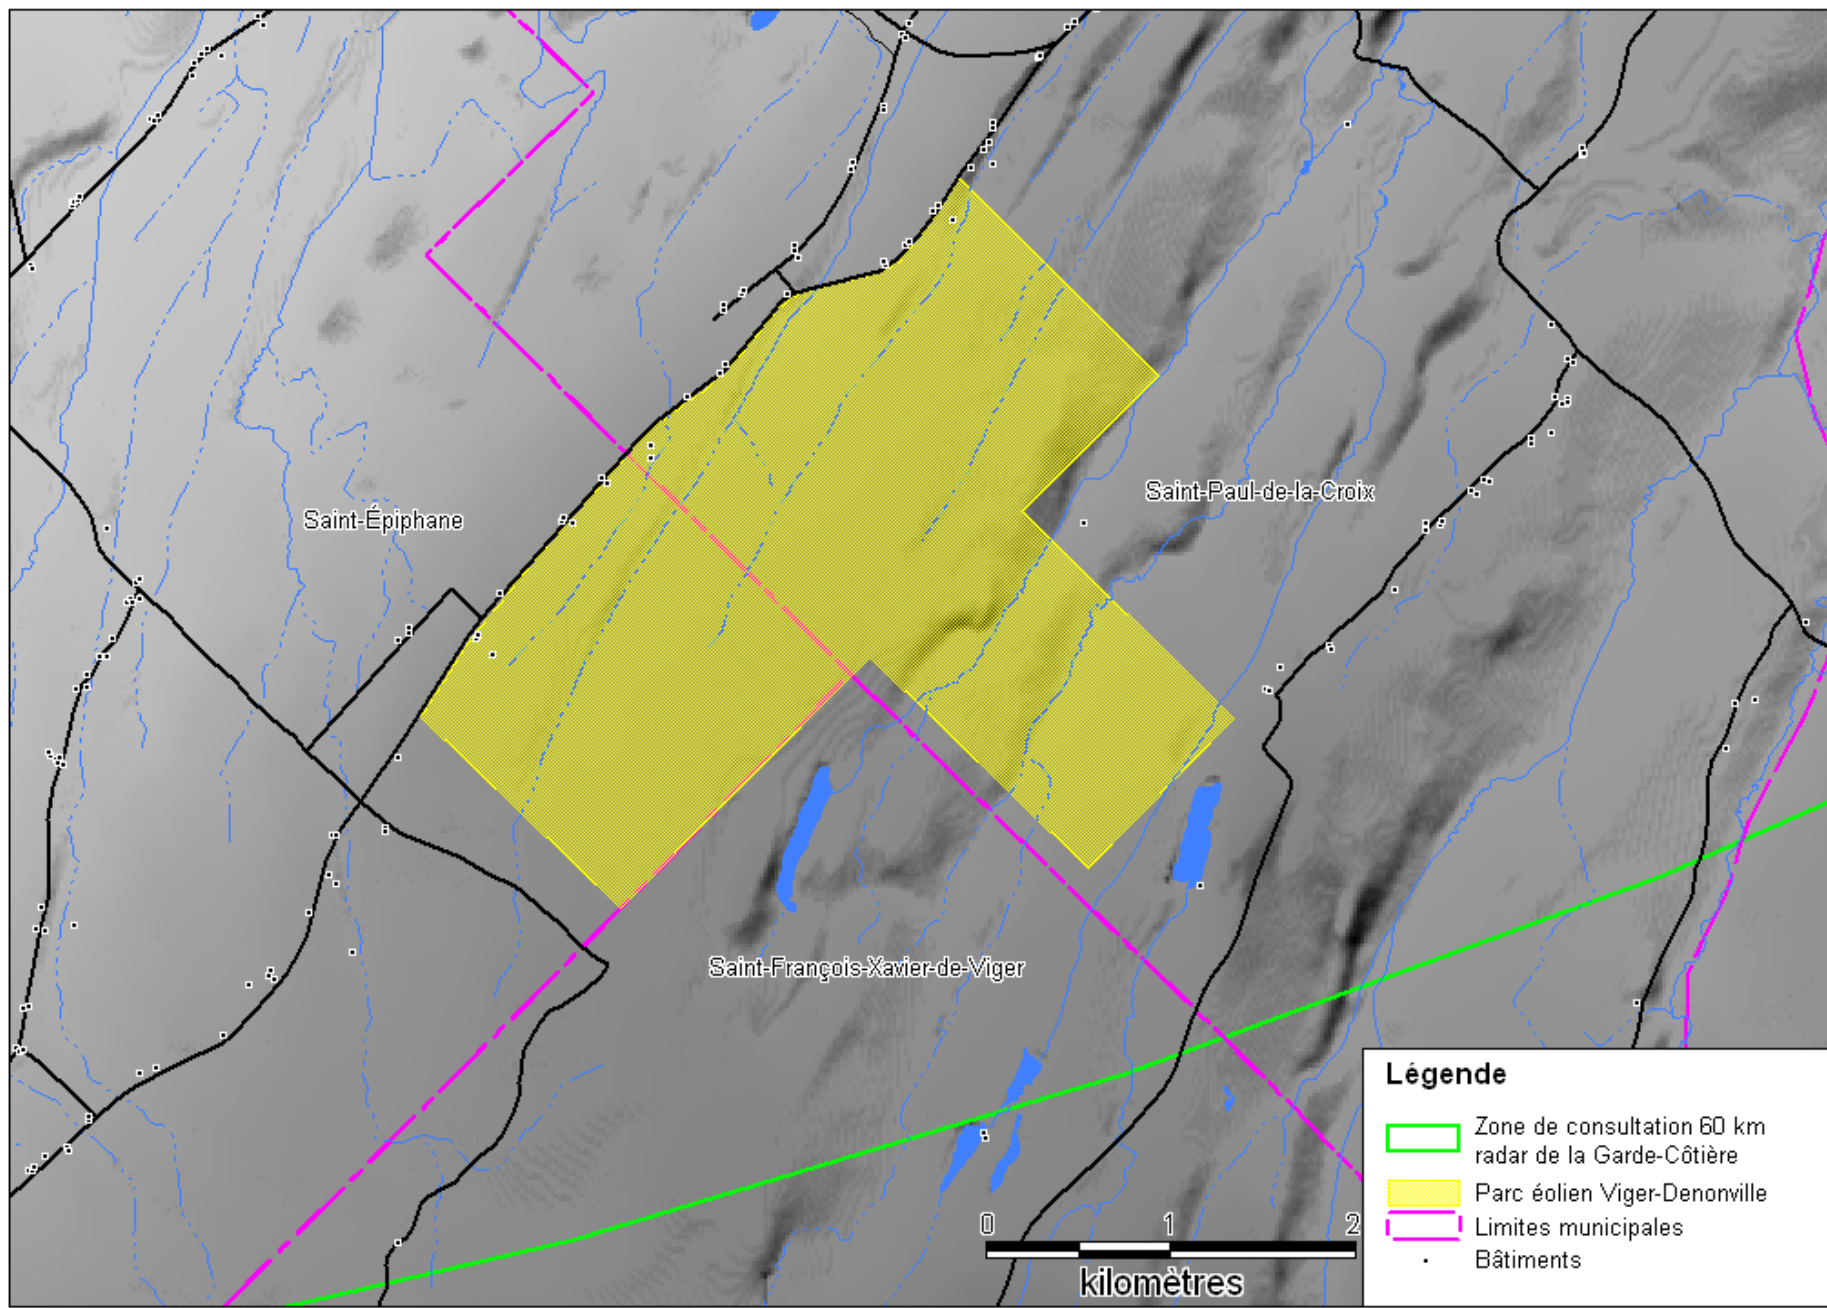 Saint-Paul-de-la-Croix
Saint-Épiphane
Saint-François-Xavier-de-Viger
0 1 2
kilomètres
Légende
Zone de consultation 60 km
radar de la Garde-Côtière
Parc éolien Viger-Denonville
Limites municipales
Bâtiments